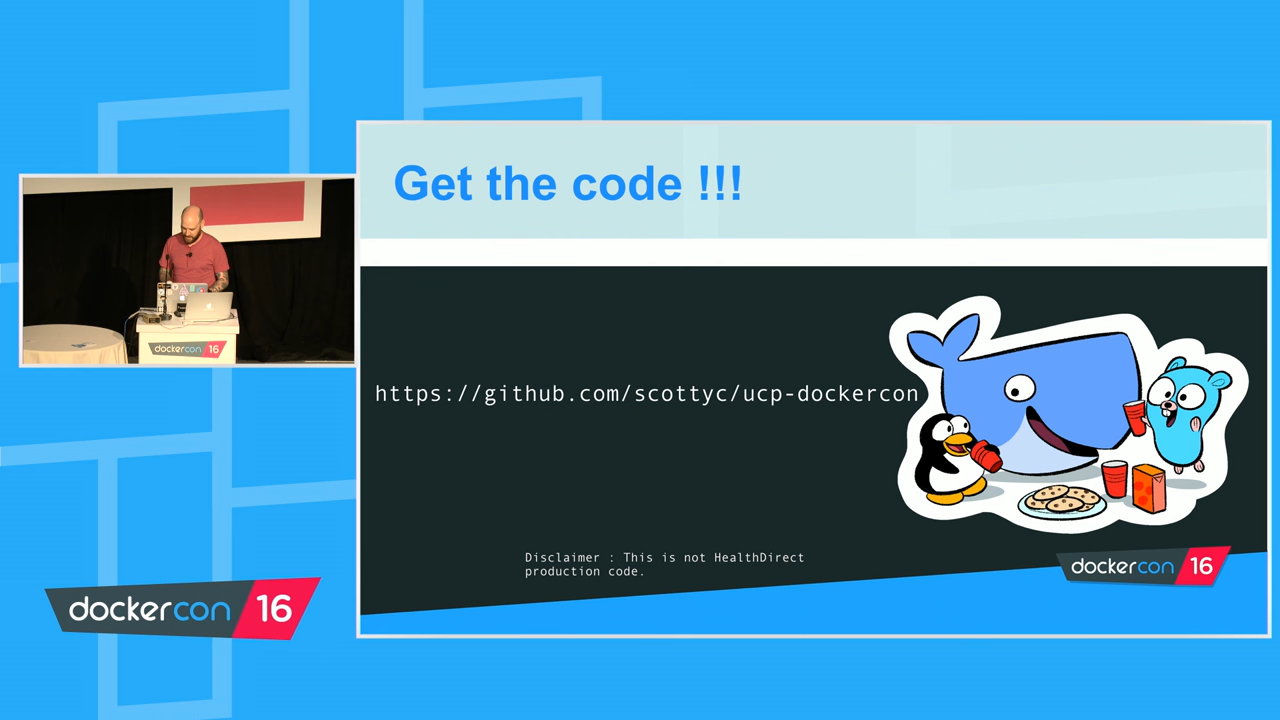 Get the code !!!
https://github.com/scottyc/ucp-dockercon
Disclaimer : This is not HealthDirect
production code.
dockercon 16
dockercon 16
dockercon 16